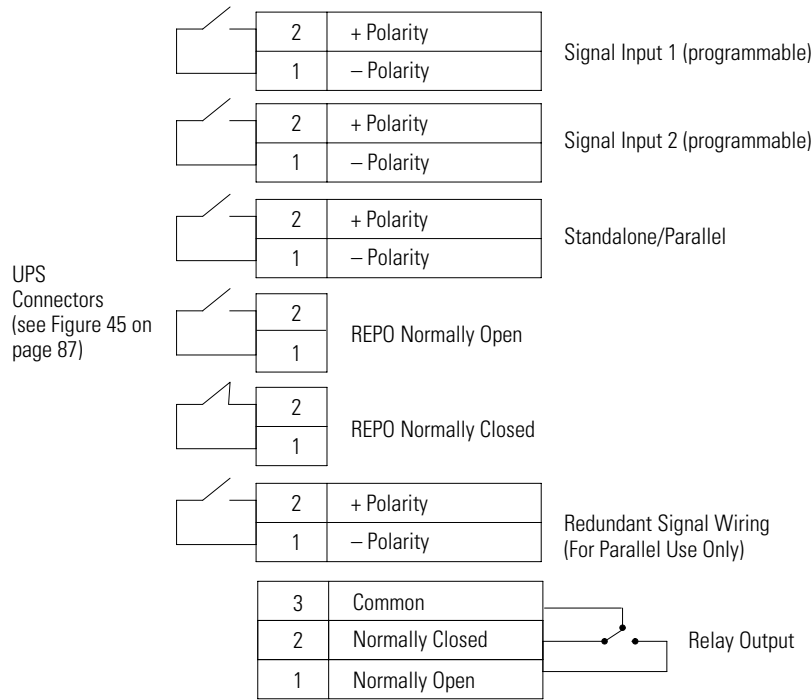 2 + Polarity
1 – Polarity
Signal Input 1 (programmable)
2 + Polarity
1 – Polarity
Signal Input 2 (programmable)
2 + Polarity
1 – Polarity
Standalone/Parallel
UPS
Connectors
(see Figure 45 on
page 87)
2
1
REPO Normally Open
2
1
REPO Normally Closed
2 + Polarity
1 – Polarity
Redundant Signal Wiring
(For Parallel Use Only)
3 Common
2 Normally Closed
1 Normally Open
Relay Output